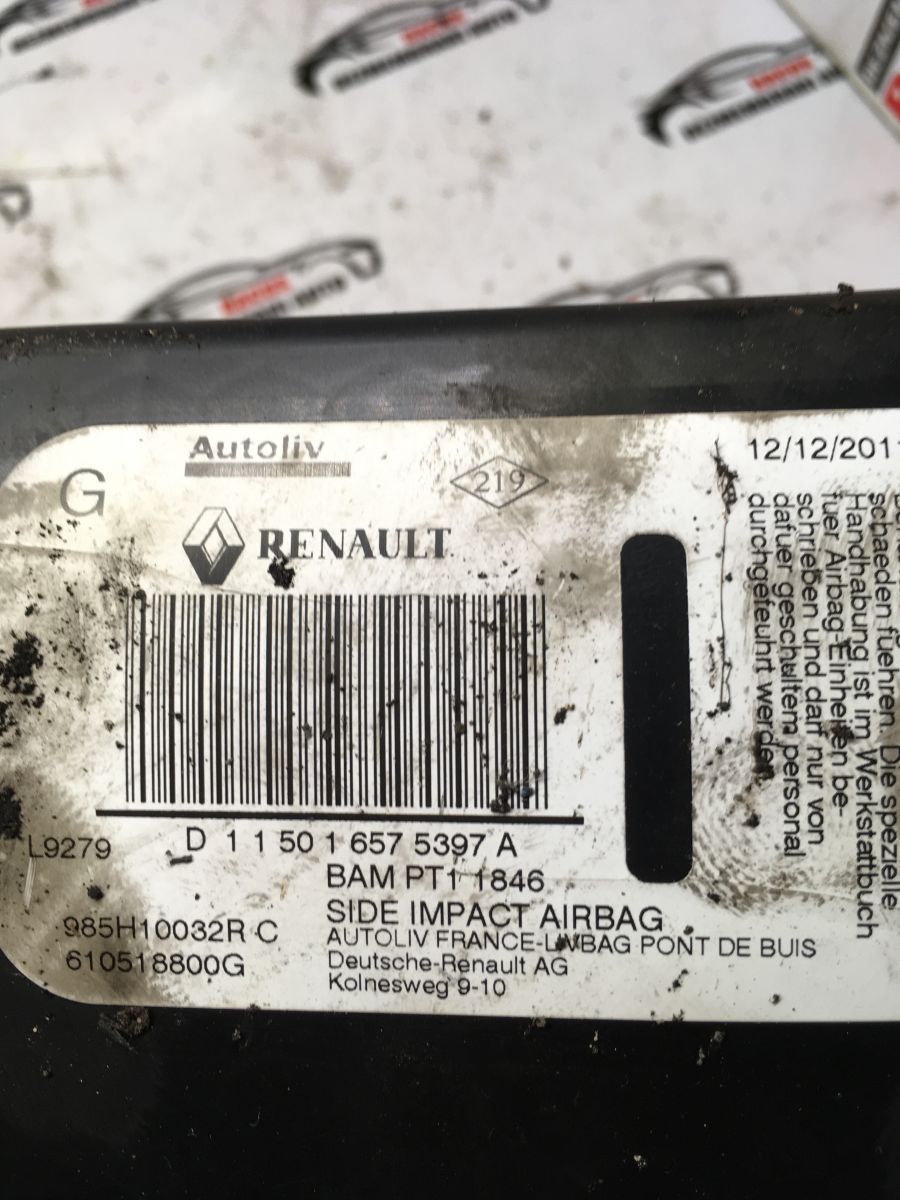 Autoliv
G
219
12/12/2011
RENAULT
schaeden fuehren. Die spezielle
Handhabung ist im Werkstattbuch
fuer Airbag-Einheiten be-
schrieben und darf nur von
dafuer geschultem personal
durchgefeuhrt werden
L9279
D 1 1 50 1 657 5397 A
BAM PT1 1846
985H10032R C
SIDE IMPACT AIRBAG
610518800G
AUTOLIV FRANCE-LIVBAG PONT DE BUIS
Deutsche-Renault AG
Kolnesweg 9-10